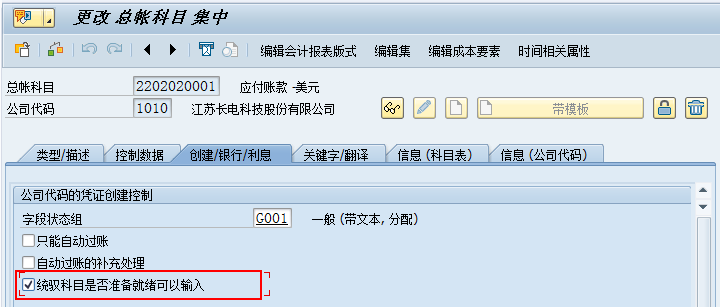 更改 总帐科目 集中
编辑会计报表版式 编辑集 编辑成本要素 时间相关属性
总帐科目 2202020001 应付账款 -美元
公司代码 1010 江苏长电科技股份有限公司 带模板
类型/描述 控制数据 创建/银行/利息 关键字/翻译 信息 (科目表) 信息 (公司代码)
公司代码的凭证创建控制
字段状态组 G001 一般 (带文本, 分配)
只能自动过账
自动过帐的补充处理
统驭科目是否准备就绪可以输入